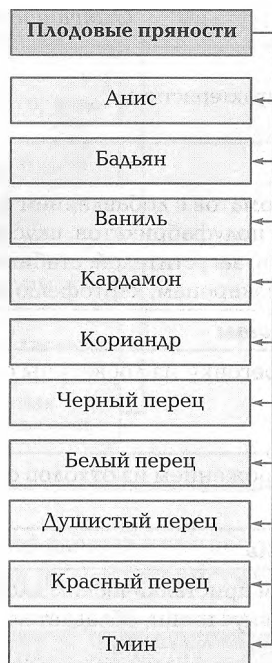 Плодовые пряности
Анис
Бадьян
Ваниль
Кардамон
Кориандр
Черный перец
Белый перец
Душистый перец
Красный перец
Тмин